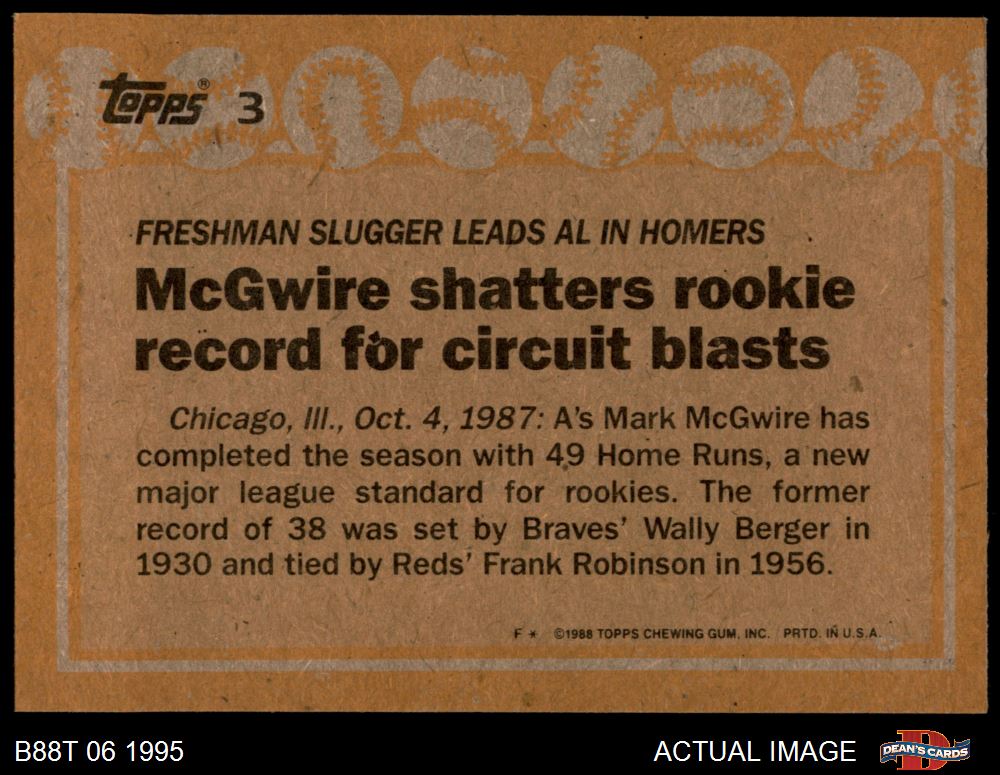 topps® 3
FRESHMAN SLUGGER LEADS AL IN HOMERS
McGwire shatters rookie
record for circuit blasts
Chicago, Ill., Oct. 4, 1987: A's Mark McGwire has
completed the season with 49 Home Runs, a new
major league standard for rookies. The former
record of 38 was set by Braves' Wally Berger in
1930 and tied by Reds' Frank Robinson in 1956.
F * ©1988 TOPPS CHEWING GUM, INC. PRTD. IN U.S.A.
B88T 06 1995 ACTUAL IMAGE D DEAN'S CARDS